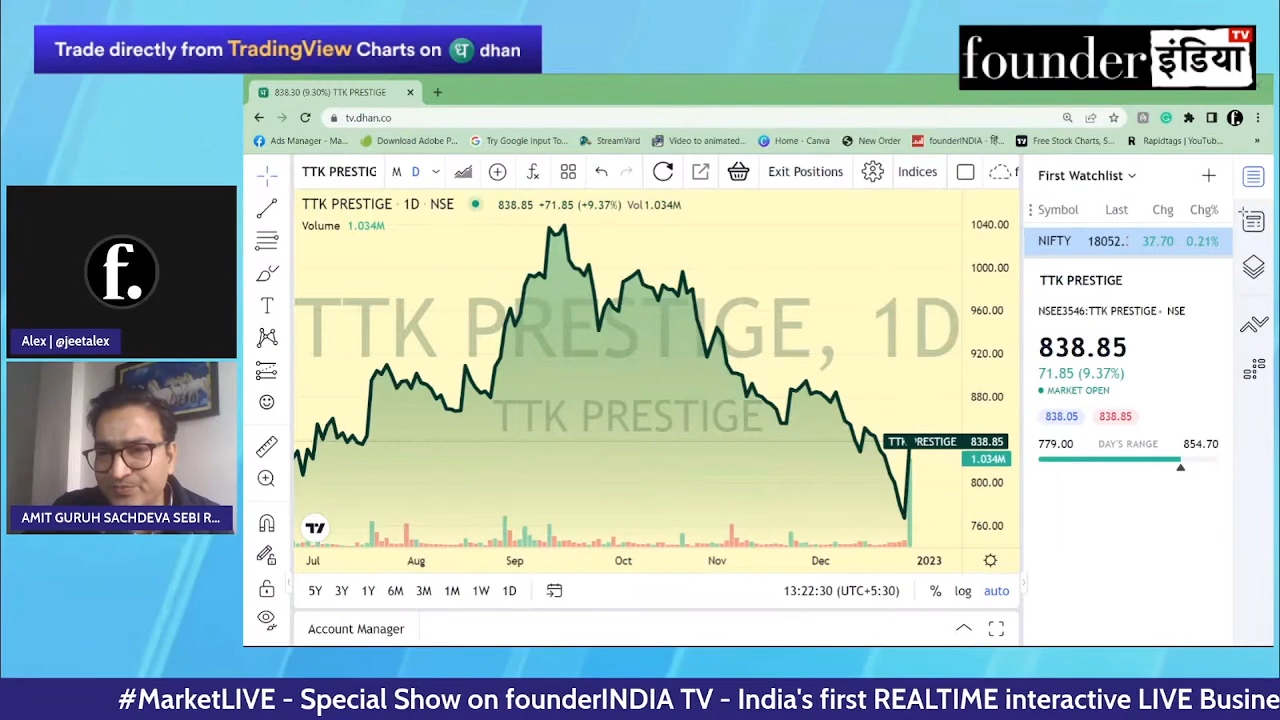 Trade directly from TradingView Charts on ध dhan
founder इंडिया TV
838.30 (9.30%) TTK PRESTIGE
tv.dhan.co
Ads Manager - Ma...
Download Adobe P...
Try Google Input To...
StreamYard
Video to animated...
Home - Canva
New Order
founderINDIA - हिं...
Free Stock Charts, S...
Rapidtags | YouTub...
TTK PRESTIG
M D
Exit Positions
Indices
f
TTK PRESTIGE · 1D · NSE
838.85 +71.85 (+9.37%) Vol1.034M
Volume 1.034M
TTK PRESTIGE, 1D
TTK PRESTIGE
1040.00
1000.00
960.00
920.00
880.00
TTK PRESTIGE 838.85
1.034M
800.00
760.00
Jul Aug Sep Oct Nov Dec 2023
5Y 3Y 1Y 6M 3M 1M 1W 1D
13:22:30 (UTC+5:30)
% log auto
Account Manager
First Watchlist
Symbol Last Chg Chg%
NIFTY 18052. 37.70 0.21%
TTK PRESTIGE
NSEE3546:TTK PRESTIGE • NSE
838.85
71.85 (9.37%)
MARKET OPEN
838.05 838.85
779.00 DAY'S RANGE 854.70
f.
Alex | @jeetalex
AMIT GURUH SACHDEVA SEBI R...
#MarketLIVE - Special Show on founderINDIA TV - India's first REALTIME interactive LIVE Busine